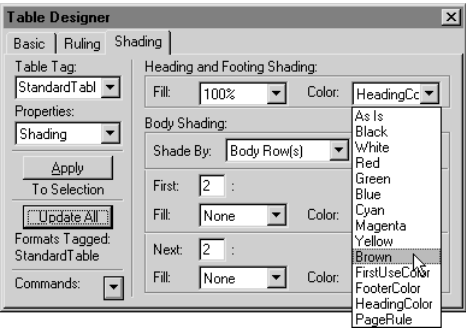 Table Designer
Basic Ruling Shading
Table Tag:
StandardTabl
Properties:
Shading
Apply
To Selection
Update All
Formats Tagged:
StandardTable
Commands:
Heading and Footing Shading:
Fill: 100% Color: HeadingCc
Body Shading:
Shade By: Body Row(s)
First: 2 :
Fill: None Color:
Next: 2 :
Fill: None Color:
As Is
Black
White
Red
Green
Blue
Cyan
Magenta
Yellow
Brown
FirstUseColor
FooterColor
HeadingColor
PageRule